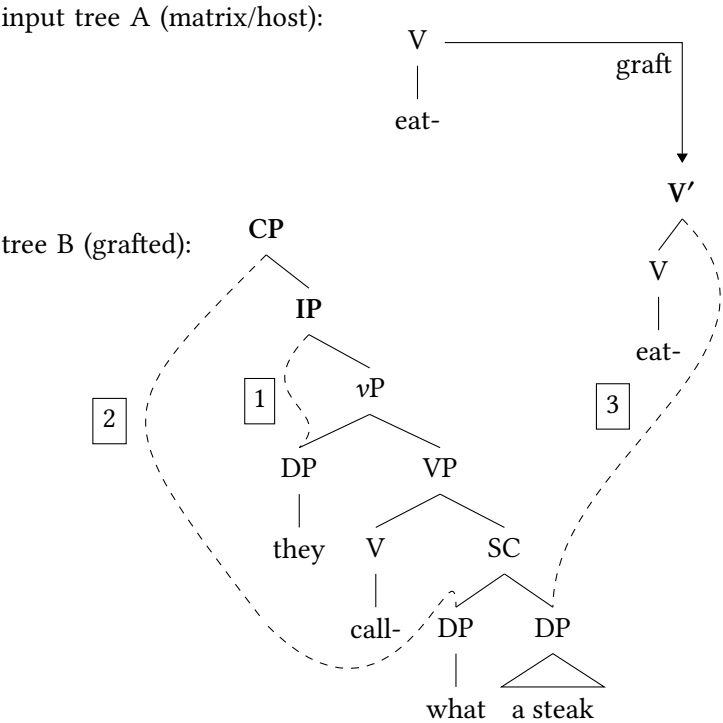 input tree A (matrix/host):
V
graft
eat-
V′
tree B (grafted):
CP
V
IP
eat-
1
vP
2
3
DP
VP
they
V
SC
call-
DP
DP
what
a steak